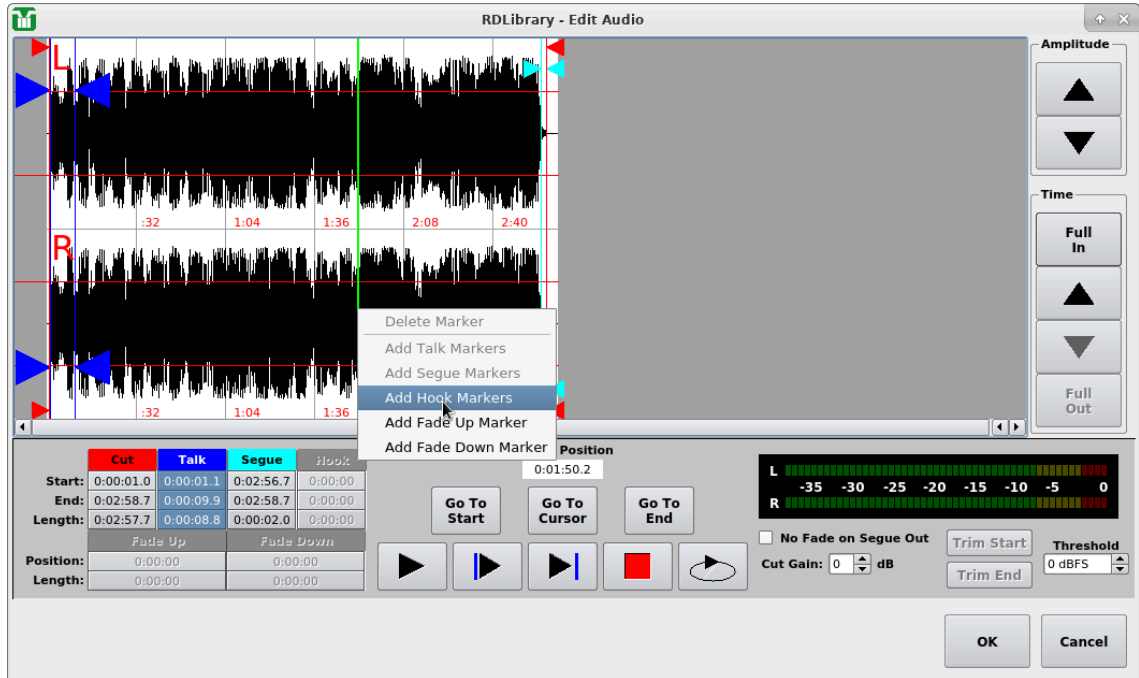 RDLibrary - Edit Audio
Amplitude
L
:32 1:04 1:36 2:08 2:40
R
:32 1:04 1:36
Time
Full
In
Full
Out
Delete Marker
Add Talk Markers
Add Segue Markers
Add Hook Markers
Add Fade Up Marker
Add Fade Down Marker
Cut Talk Segue Hook
Start: 0:00:01.0 0:00:01.1 0:02:56.7 0:00:00
End: 0:02:58.7 0:00:09.9 0:02:58.7 0:00:00
Length: 0:02:57.7 0:00:08.8 0:00:02.0 0:00:00
Fade Up Fade Down
Position: 0:00:00 0:00:00
Length: 0:00:00 0:00:00
Position
0:01:50.2
Go To
Start
Go To
Cursor
Go To
End
L
-35 -30 -25 -20 -15 -10 -5 0
R
No Fade on Segue Out
Cut Gain: 0 dB
Trim Start
Trim End
Threshold
0 dBFS
OK Cancel